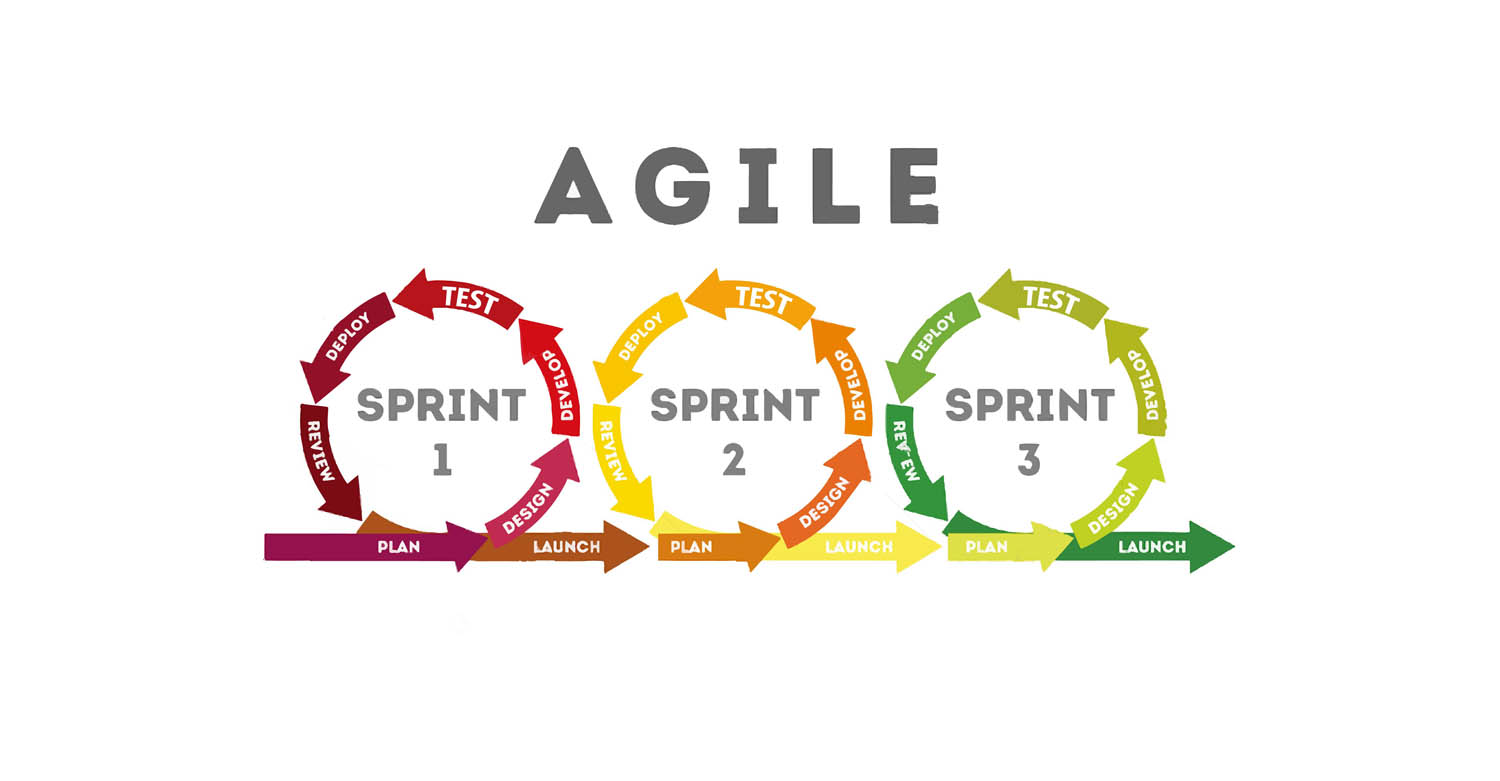 AGILE
TEST
DEPLOY
DEVELOP
SPRINT
1
REVIEW
DESIGN
PLAN
LAUNCH
TEST
DEPLOY
DEVELOP
SPRINT
2
REVIEW
DESIGN
PLAN
LAUNCH
TEST
DEPLOY
DEVELOP
SPRINT
3
REVIEW
DESIGN
PLAN
LAUNCH